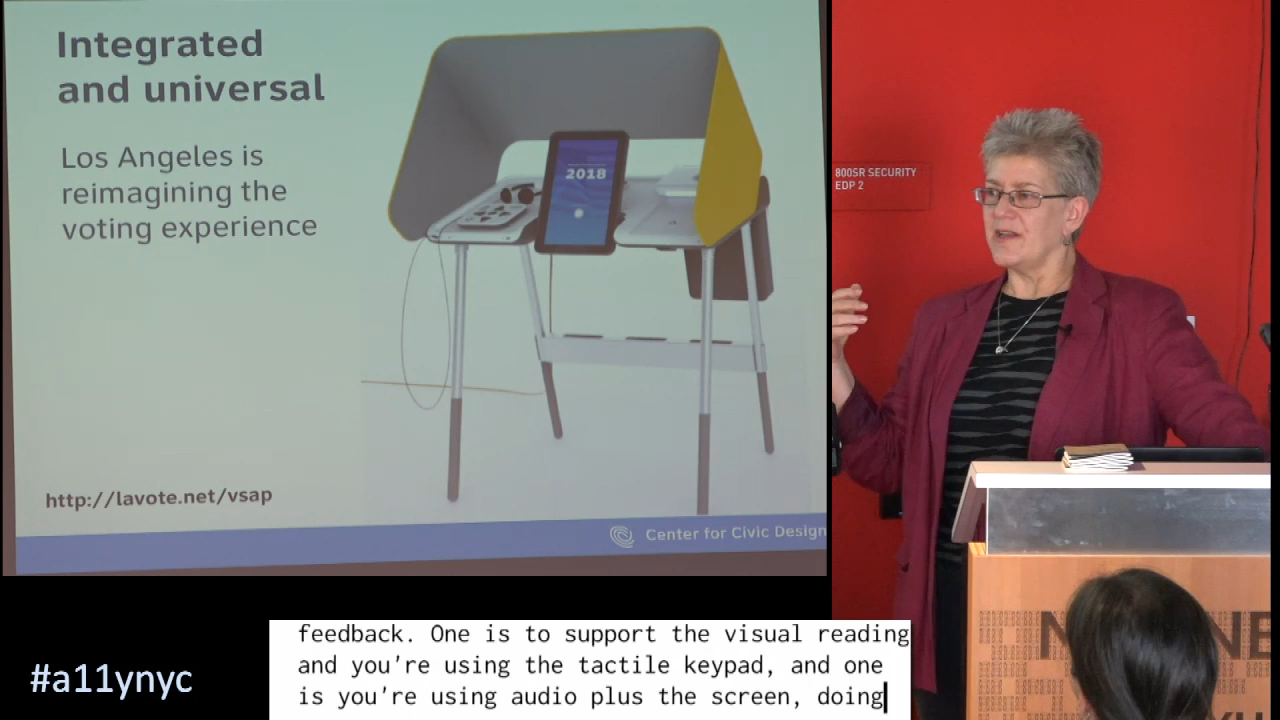 Integrated
and universal
Los Angeles is
reimagining the
voting experience
2018
http://lavote.net/vsap
Center for Civic Design
800SR SECURITY
EDP 2
feedback. One is to support the visual reading
and you're using the tactile keypad, and one
is you're using audio plus the screen, doing
#a11ynyc